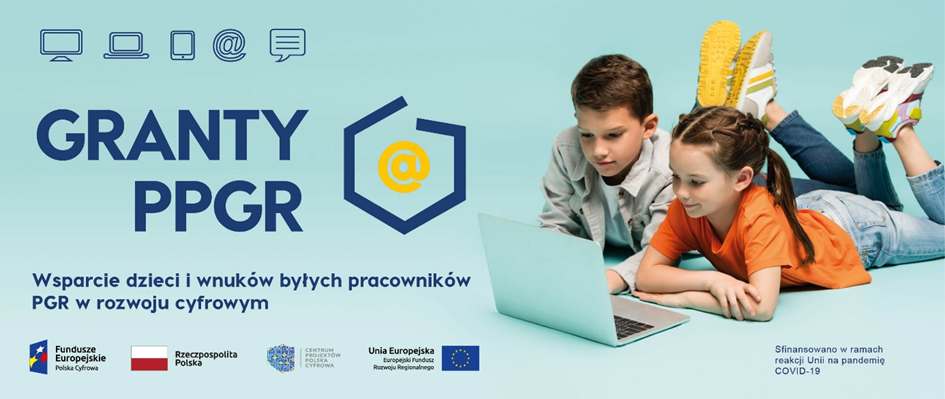 GRANTY
PPGR
@
Wsparcie dzieci i wnuków byłych pracowników
PGR w rozwoju cyfrowym
Fundusze
Europejskie
Polska Cyfrowa
Rzeczpospolita
Polska
CENTRUM
PROJEKTÓW
POLSKA
CYFROWA
Unia Europejska
Europejski Fundusz
Rozwoju Regionalnego
Sfinansowano w ramach
reakcji Unii na pandemię
COVID-19